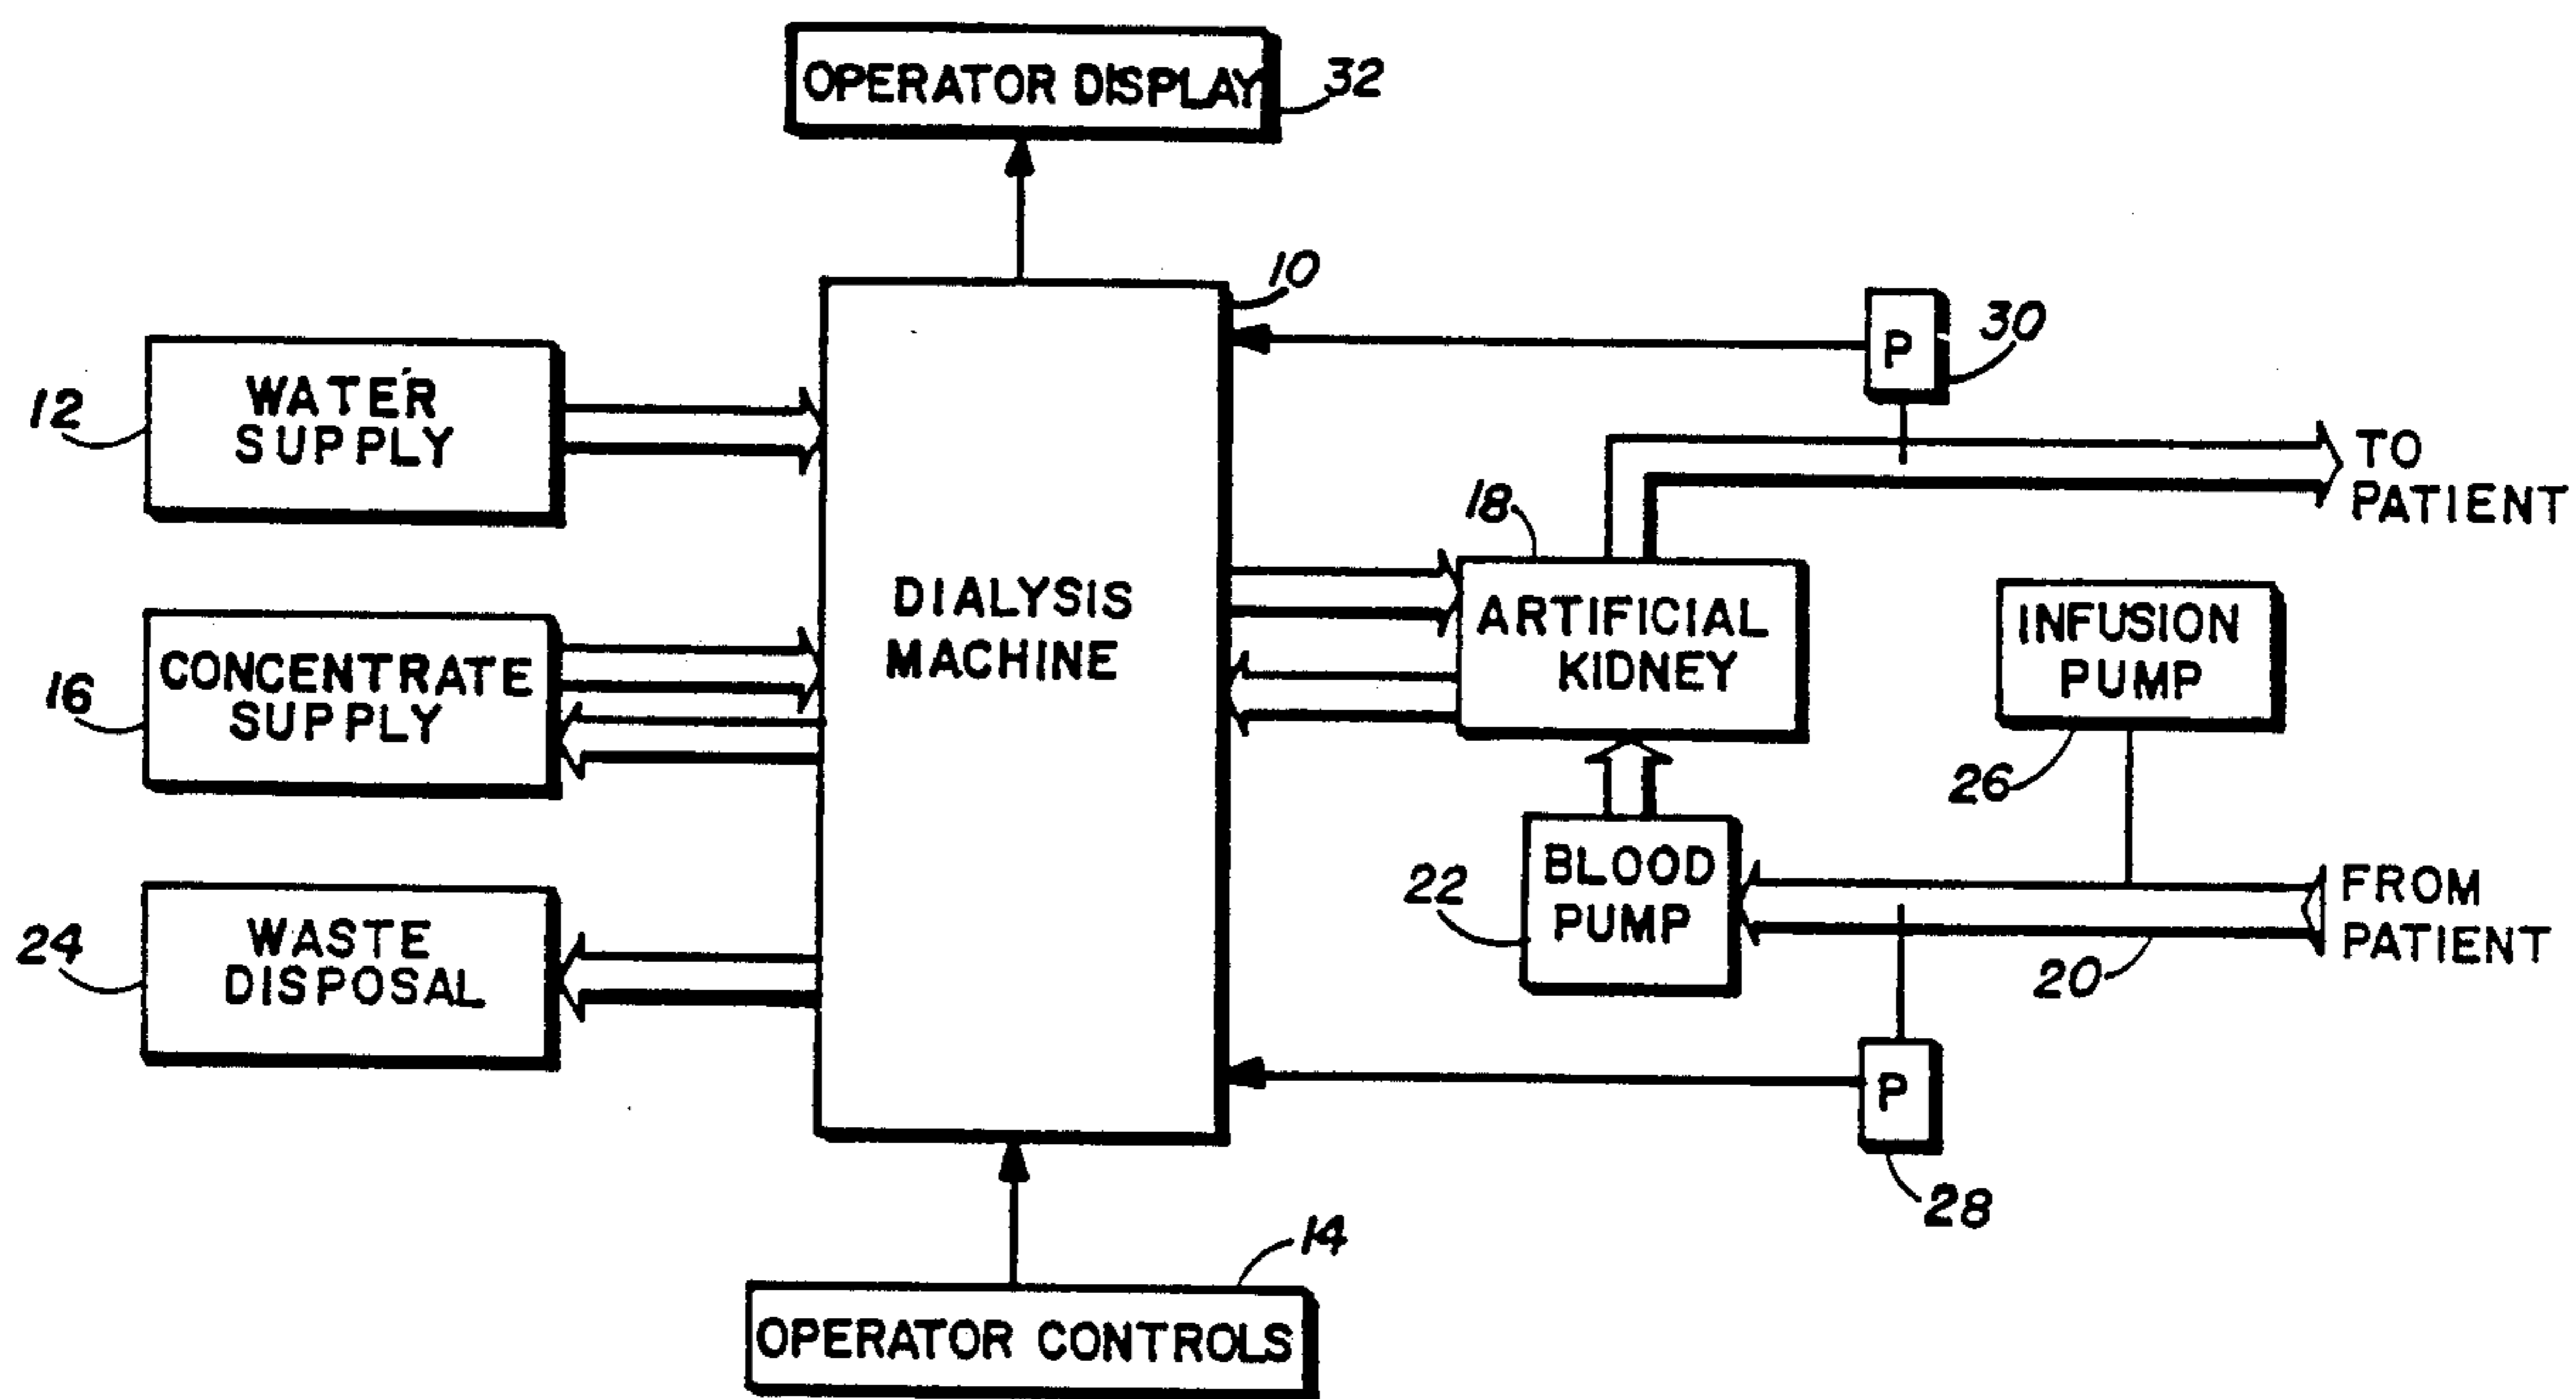 OPERATOR DISPLAY
32
10
P
30
WATER
SUPPLY
12
TO
PATIENT
18
DIALYSIS
MACHINE
ARTIFICIAL
KIDNEY
INFUSION
PUMP
16
CONCENTRATE
SUPPLY
26
22
BLOOD
PUMP
FROM
PATIENT
24
WASTE
DISPOSAL
20
P
28
14
OPERATOR CONTROLS